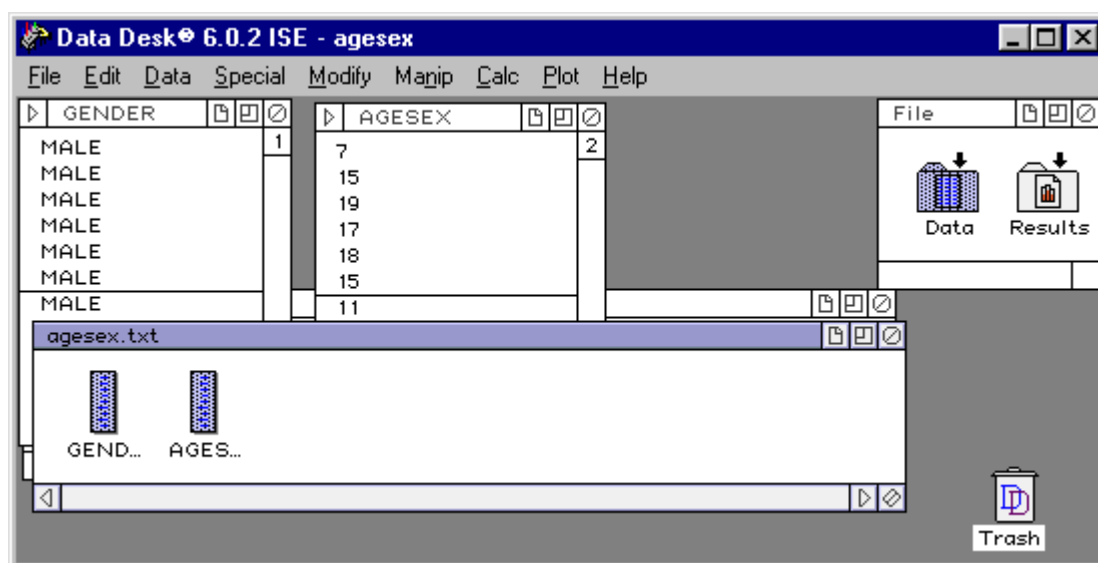 Data Desk® 6.0.2 ISE - agesex
File Edit Data Special Modify Manip Calc Plot Help
GENDER
1
MALE
MALE
MALE
MALE
MALE
MALE
MALE
AGESEX
2
7
15
19
17
18
15
11
File
Data Results
agesex.txt
GEND... AGES...
Trash